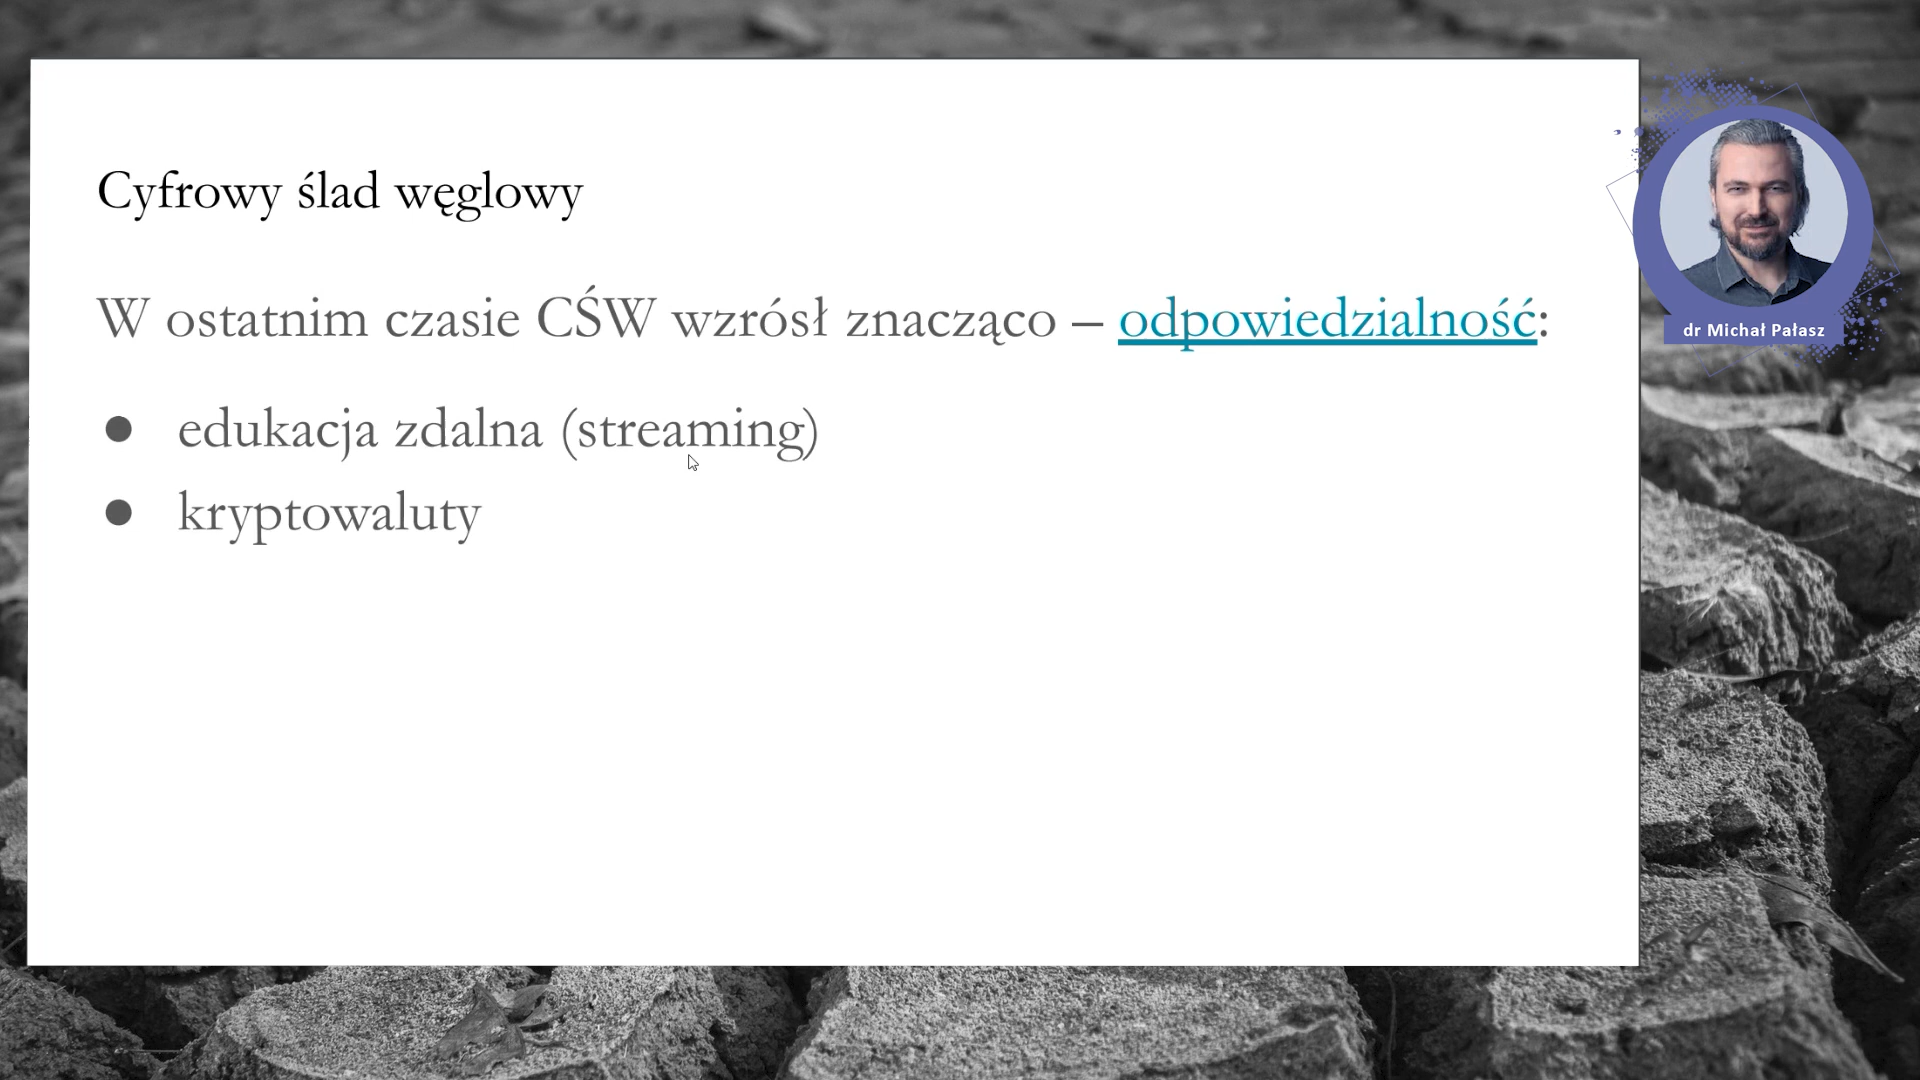 Cyfrowy ślad węglowy
W ostatnim czasie CŚW wzrósł znacząco – odpowiedzialność:
● edukacja zdalna (streaming)
● kryptowaluty
dr Michał Pałasz